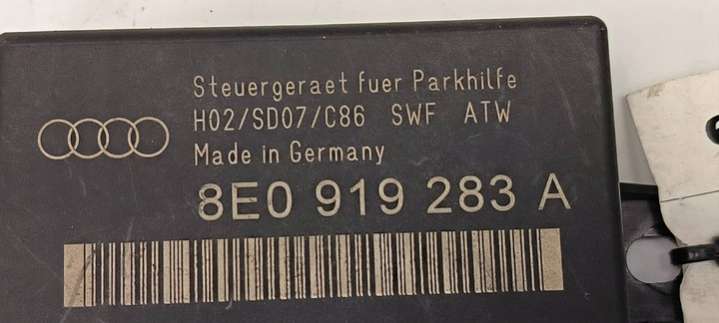 Steuergeraet fuer Parkhilfe
H02/SD07/C86 SWF ATW
Made in Germany
8E0 919 283 A